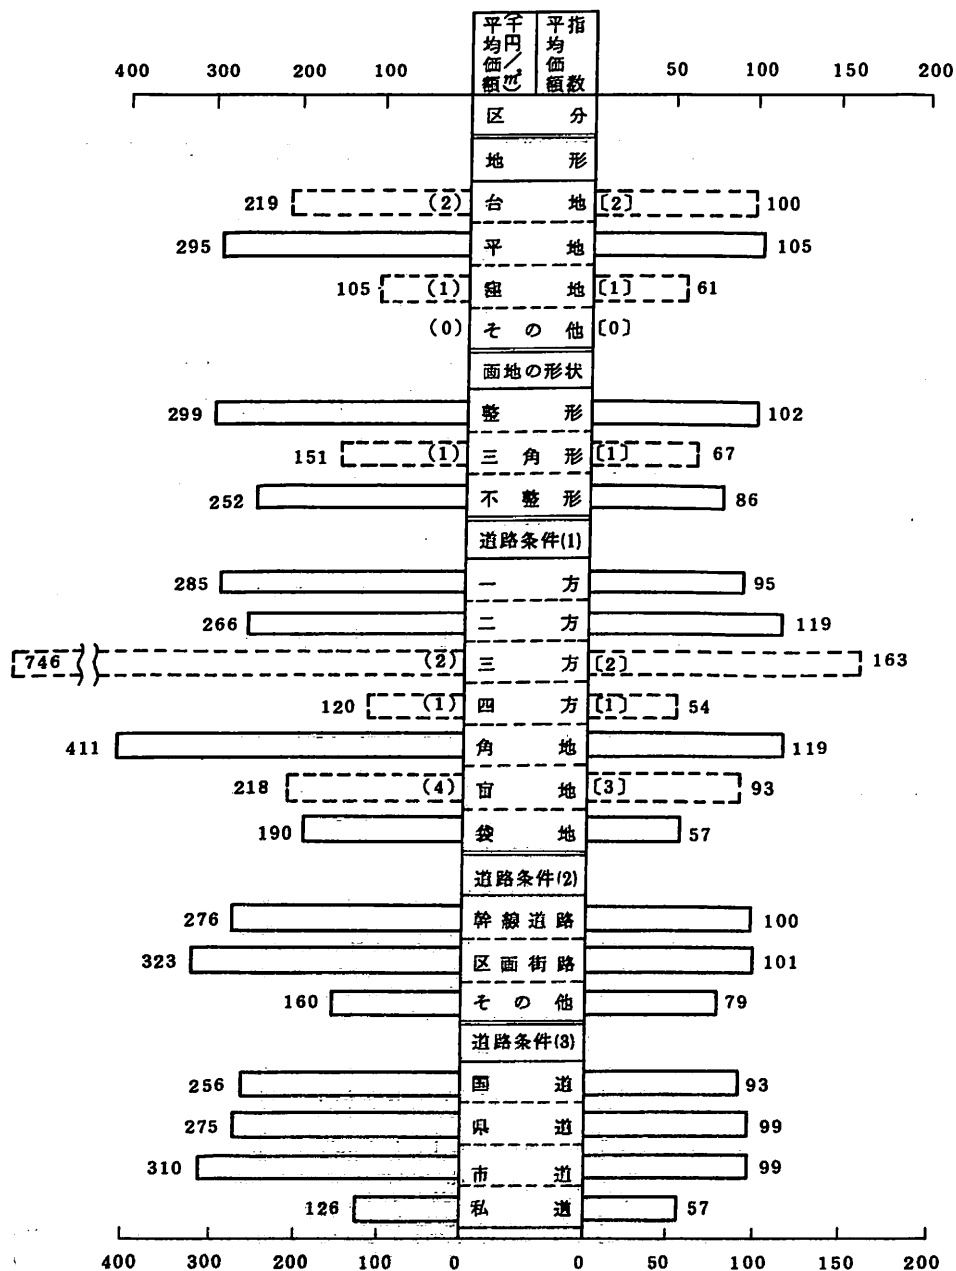 平均価額(千円/㎡) 平均価額指数
400 300 200 100 50 100 150 200
区分
地形
219 (2) 台地 〔2〕 100
295 平地 105
105 (1) 窪地 〔1〕 61
(0) その他 〔0〕
画地の形状
299 整形 102
151 (1) 三角形 〔1〕 67
252 不整形 86
道路条件(1)
285 一方 95
266 二方 119
746 (2) 三方 〔2〕 163
120 (1) 四方 〔1〕 54
411 角地 119
218 (4) 盲地 〔3〕 93
190 袋地 57
道路条件(2)
276 幹線道路 100
323 区画街路 101
160 その他 79
道路条件(3)
256 国道 93
275 県道 99
310 市道 99
126 私道 57
400 300 200 100 0 0 50 100 150 200